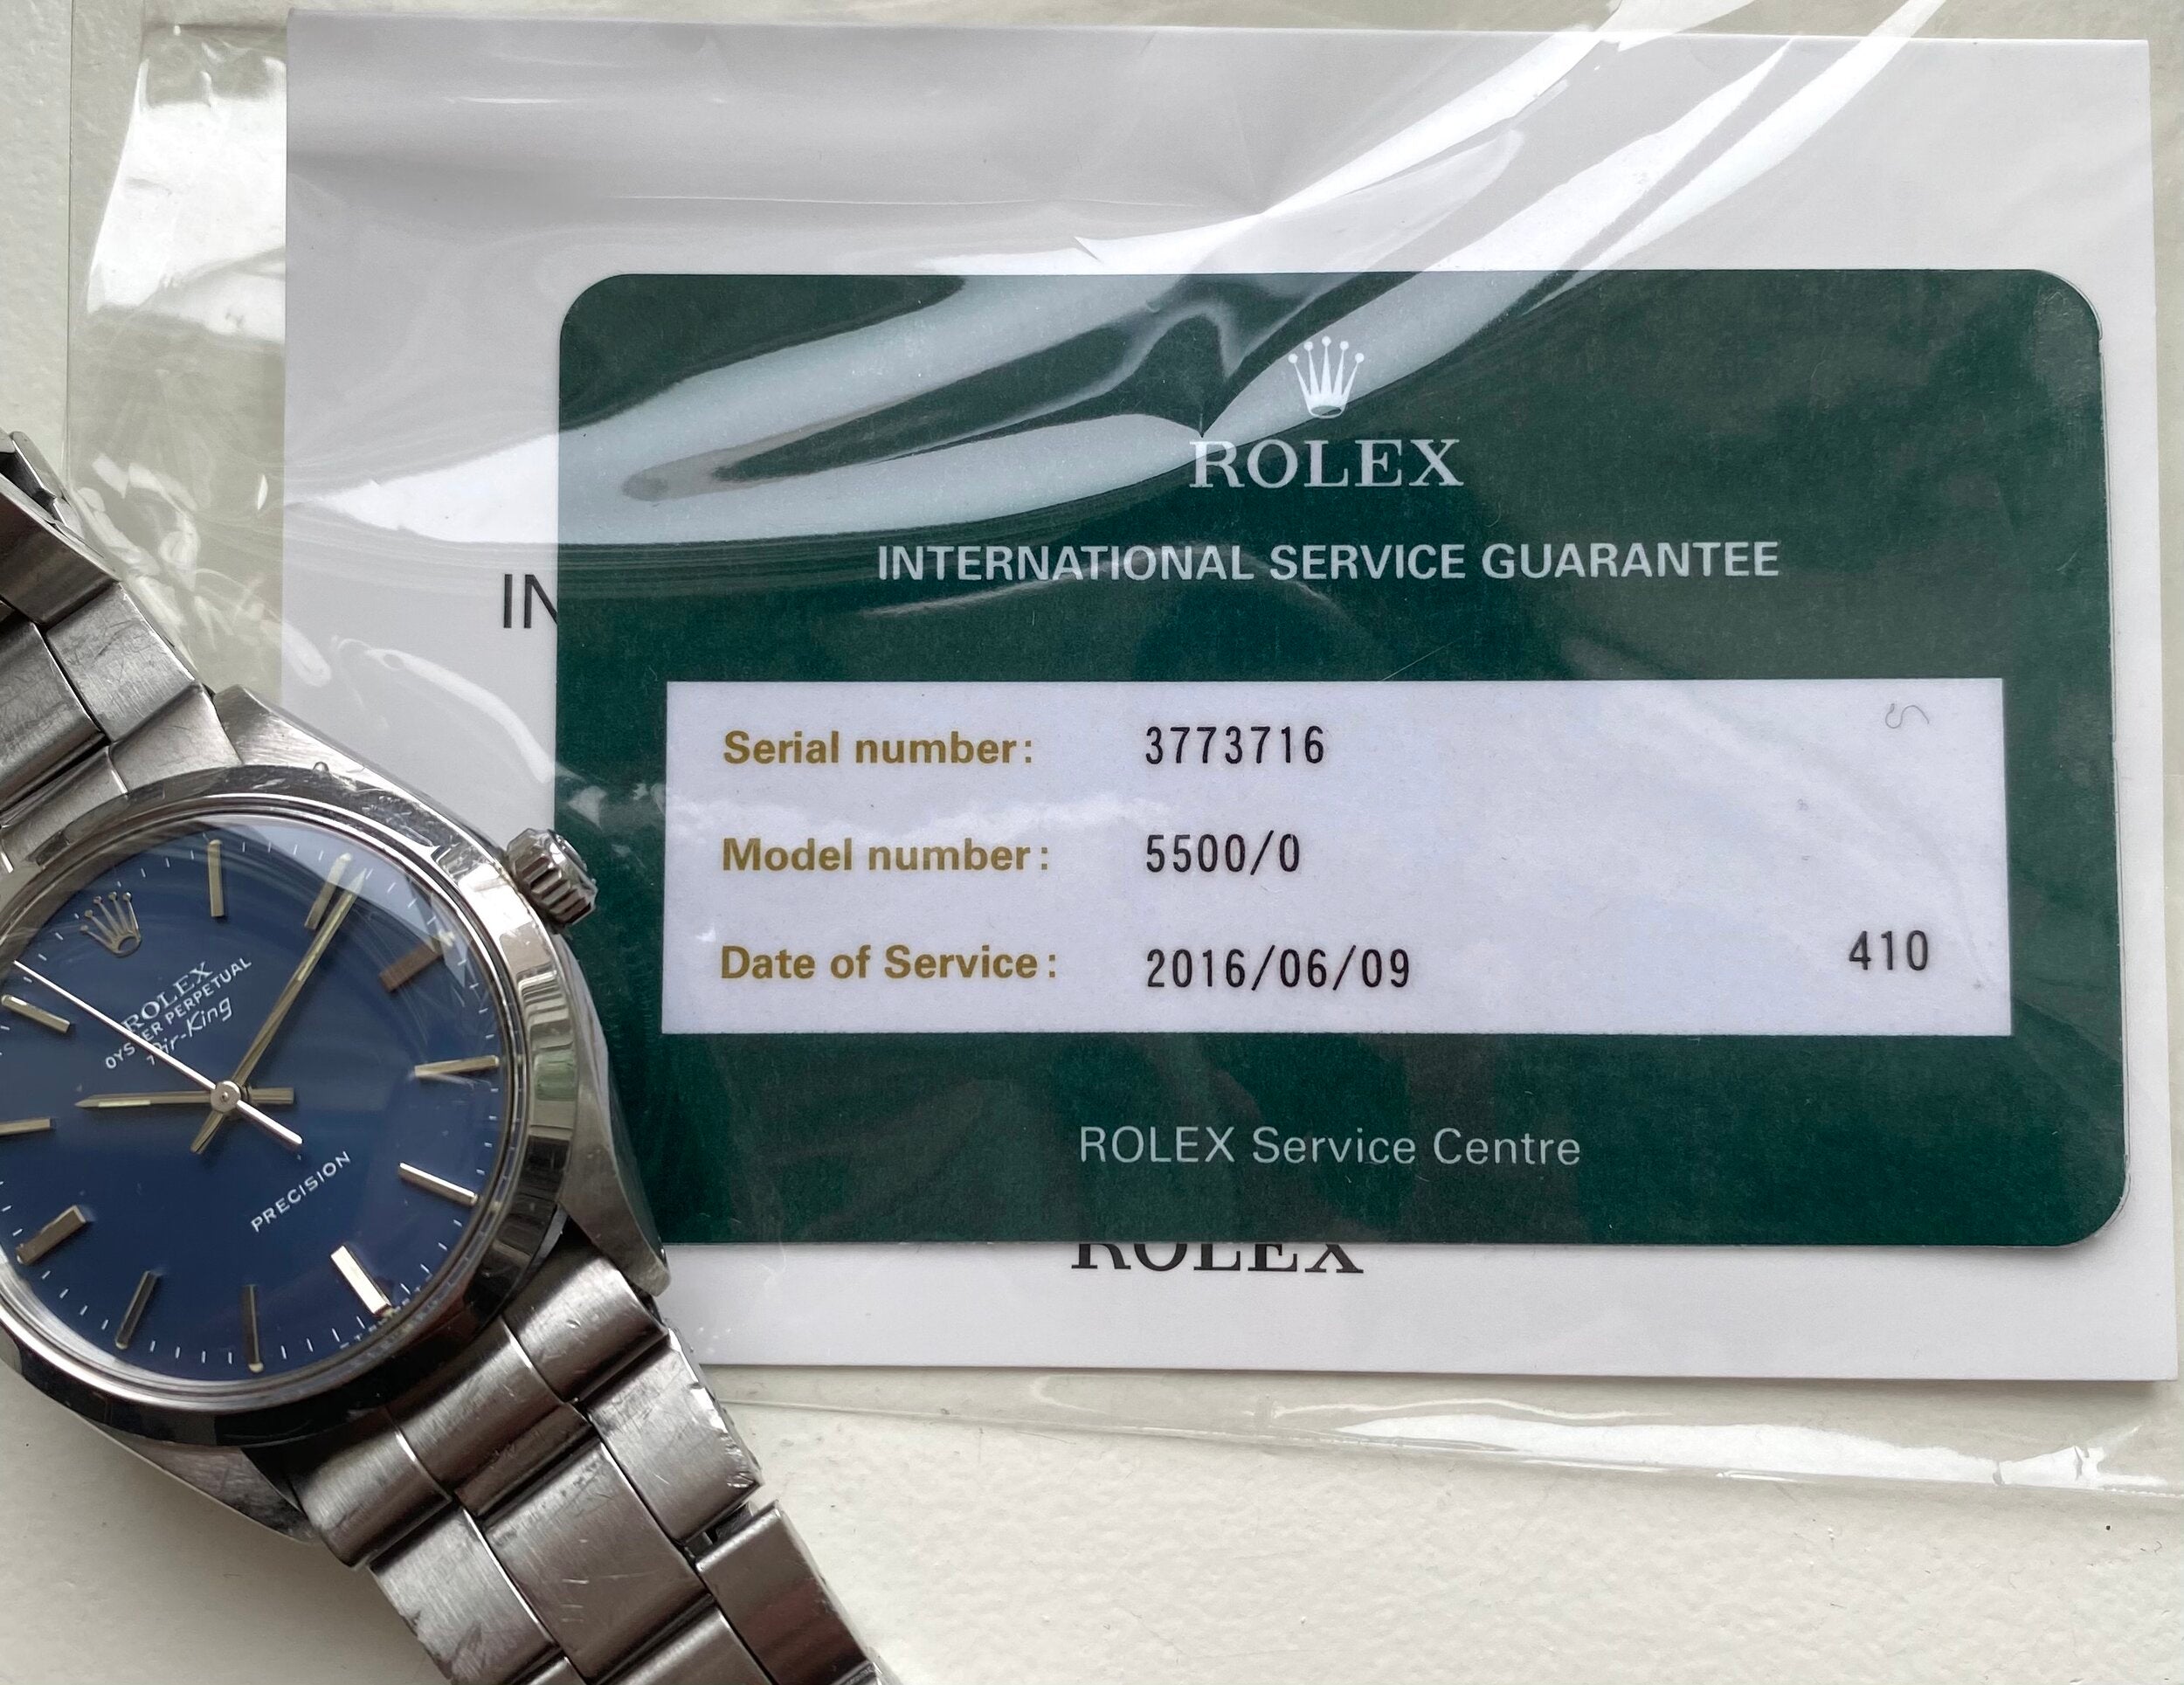 ROLEX
INTERNATIONAL SERVICE GUARANTEE
IN
Serial number: 3773716
Model number: 5500/0
Date of Service: 2016/06/09 410
ROLEX Service Centre
ROLEX
ROLEX
OYSTER PERPETUAL
Air-King
PRECISION